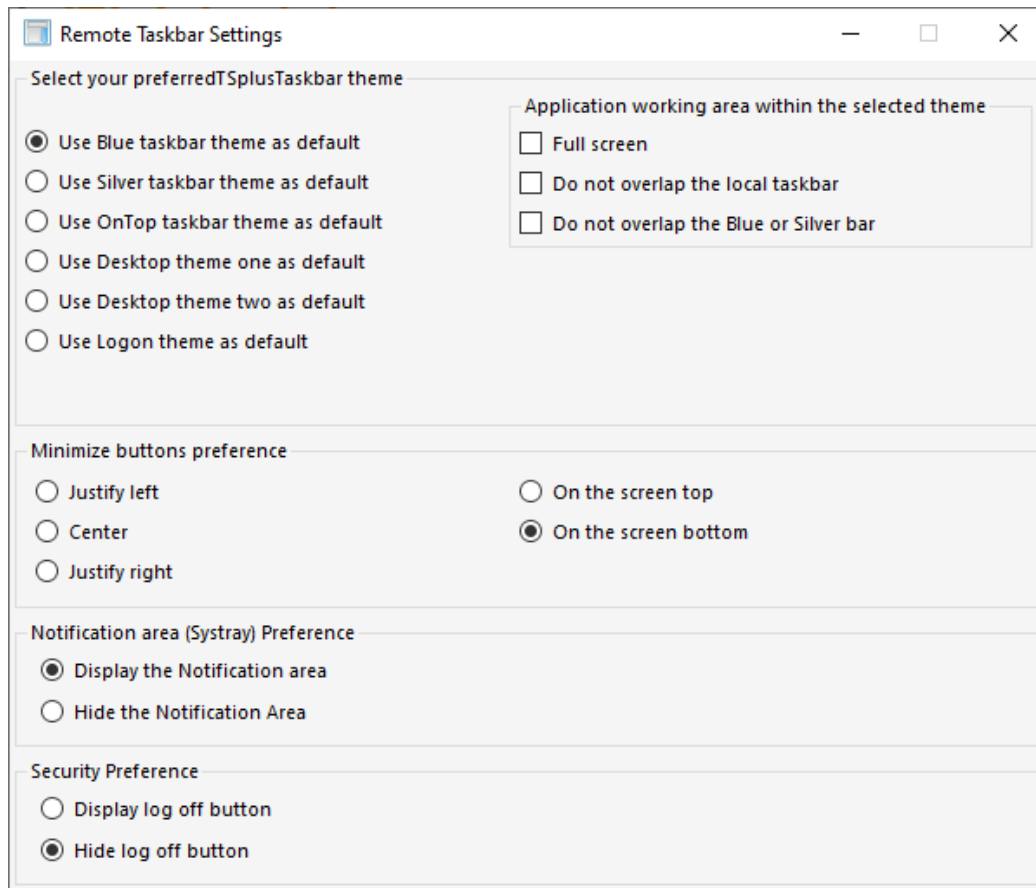 Remote Taskbar Settings
Select your preferredTSplusTaskbar theme
Use Blue taskbar theme as default
Use Silver taskbar theme as default
Use OnTop taskbar theme as default
Use Desktop theme one as default
Use Desktop theme two as default
Use Logon theme as default
Application working area within the selected theme
Full screen
Do not overlap the local taskbar
Do not overlap the Blue or Silver bar
Minimize buttons preference
Justify left
Center
Justify right
On the screen top
On the screen bottom
Notification area (Systray) Preference
Display the Notification area
Hide the Notification Area
Security Preference
Display log off button
Hide log off button